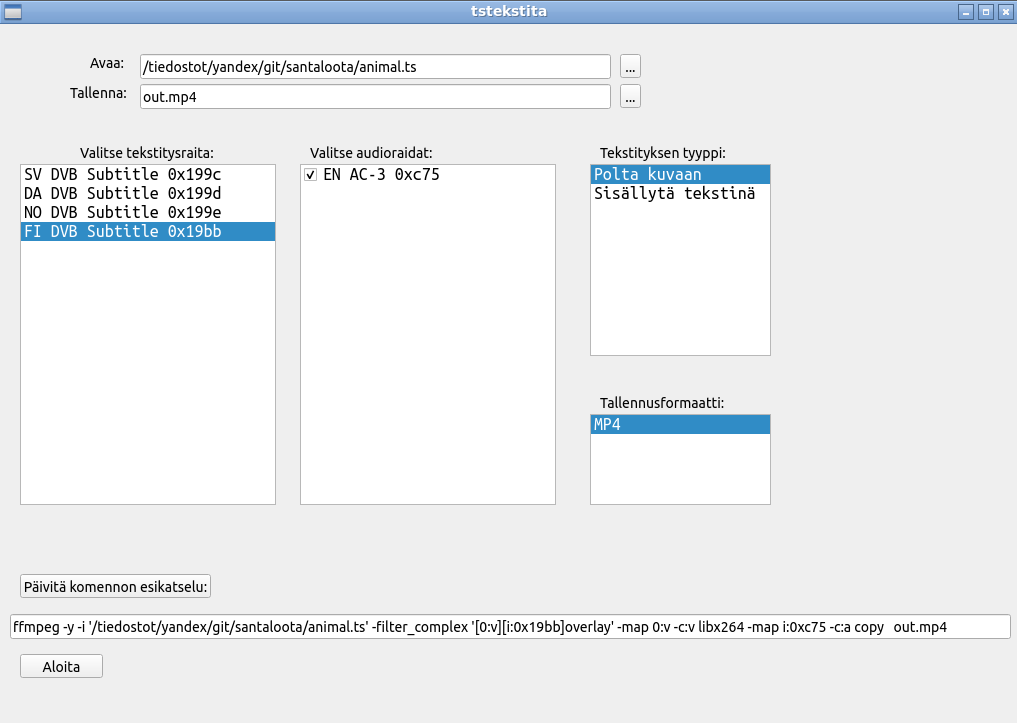 tstekstita
Avaa: /tiedostot/yandex/git/santaloota/animal.ts ...
Tallenna: out.mp4 ...
Valitse tekstitysraita:
SV DVB Subtitle 0x199c
DA DVB Subtitle 0x199d
NO DVB Subtitle 0x199e
FI DVB Subtitle 0x19bb
Valitse audioraidat:
EN AC-3 0xc75
Tekstityksen tyyppi:
Polta kuvaan
Sisällytä tekstinä
Tallennusformaatti:
MP4
Päivitä komennon esikatselu:
ffmpeg -y -i '/tiedostot/yandex/git/santaloota/animal.ts' -filter_complex '[0:v][i:0x19bb]overlay' -map 0:v -c:v libx264 -map i:0xc75 -c:a copy   out.mp4
Aloita